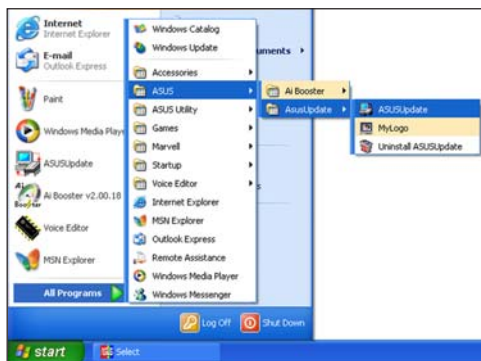 Internet
Internet Explorer
E-mail
Outlook Express
Paint
Windows Media Playe
ASUSUpdate
Ai Booster v2.00.18
Voice Editor
MSN Explorer
All Programs
Windows Catalog
Windows Update
Accessories
ASUS
ASUS Utility
Games
Marvell
Startup
Voice Editor
Internet Explorer
MSN Explorer
Outlook Express
Remote Assistance
Windows Media Player
Windows Messenger
uments
s
Ai Booster
AsusUpdate
ASUSUpdate
MyLogo
Uninstall ASUSUpdate
Log Off
Shut Down
start
Select